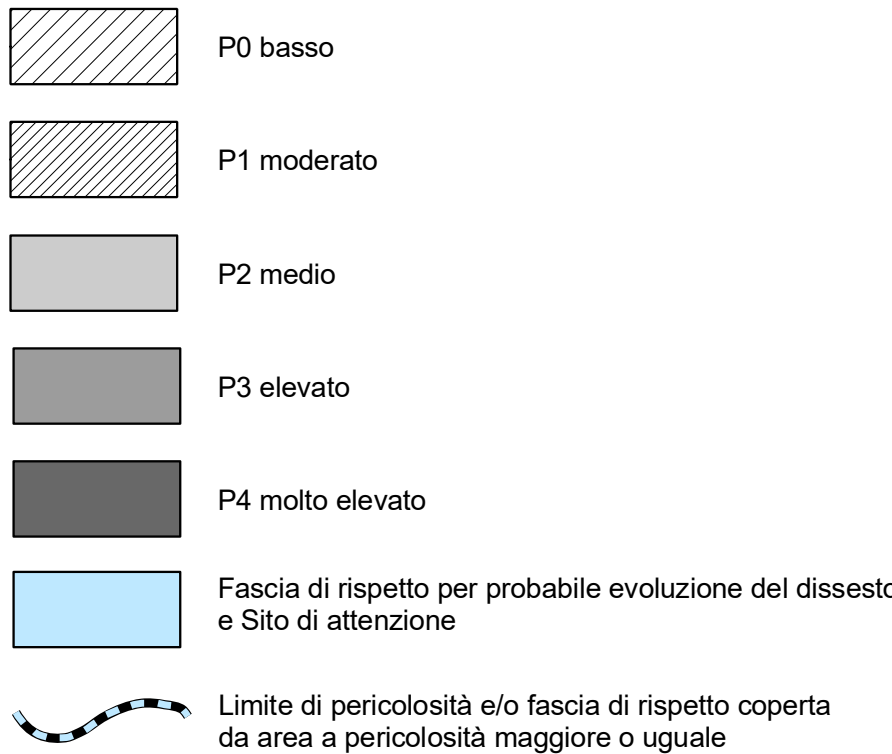 P0 basso
P1 moderato
P2 medio
P3 elevato
P4 molto elevato
Fascia di rispetto per probabile evoluzione del dissesto
e Sito di attenzione
Limite di pericolosità e/o fascia di rispetto coperta
da area a pericolosità maggiore o uguale